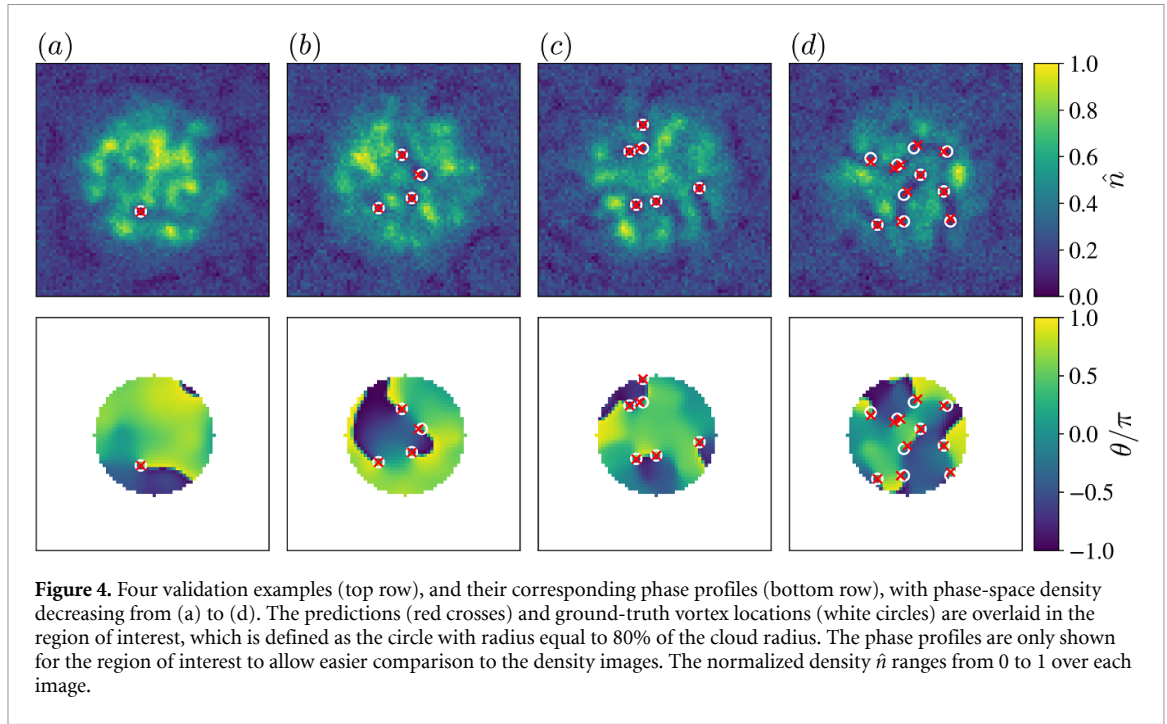 (a) (b) (c) (d)
1.0
0.8
0.6
n̂
0.4
0.2
0.0
1.0
0.5
0.0
θ/π
−0.5
−1.0
Figure 4. Four validation examples (top row), and their corresponding phase profiles (bottom row), with phase-space density
decreasing from (a) to (d). The predictions (red crosses) and ground-truth vortex locations (white circles) are overlaid in the
region of interest, which is defined as the circle with radius equal to 80% of the cloud radius. The phase profiles are only shown
for the region of interest to allow easier comparison to the density images. The normalized density n̂ ranges from 0 to 1 over each
image.